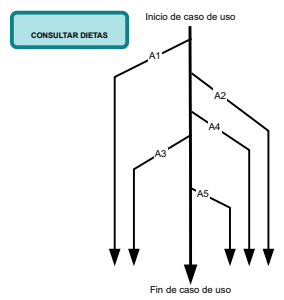 Inicio de caso de uso
CONSULTAR DIETAS
A1
A2
A4
A3
A5
Fin de caso de uso